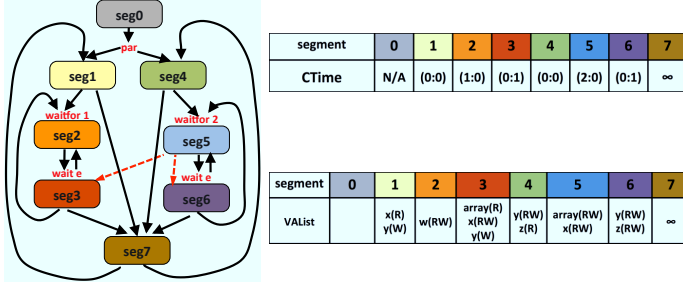 seg0
par
seg1
seg4
waitfor 1
waitfor 2
seg2
seg5
wait e
wait e
seg3
seg6
seg7
segment 0 1 2 3 4 5 6 7
CTime N/A (0:0) (1:0) (0:1) (0:0) (2:0) (0:1) ∞
segment 0 1 2 3 4 5 6 7
VAList x(R) y(W) w(RW) array(R) x(RW) y(W) y(RW) z(R) array(RW) x(RW) y(RW) z(RW) ∞